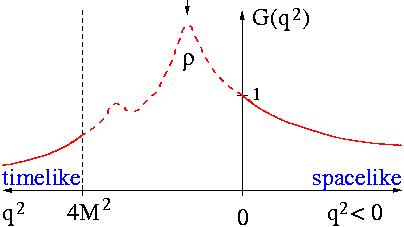 G(q²)
ρ
1
timelike
spacelike
q²
4M²
0
q²< 0